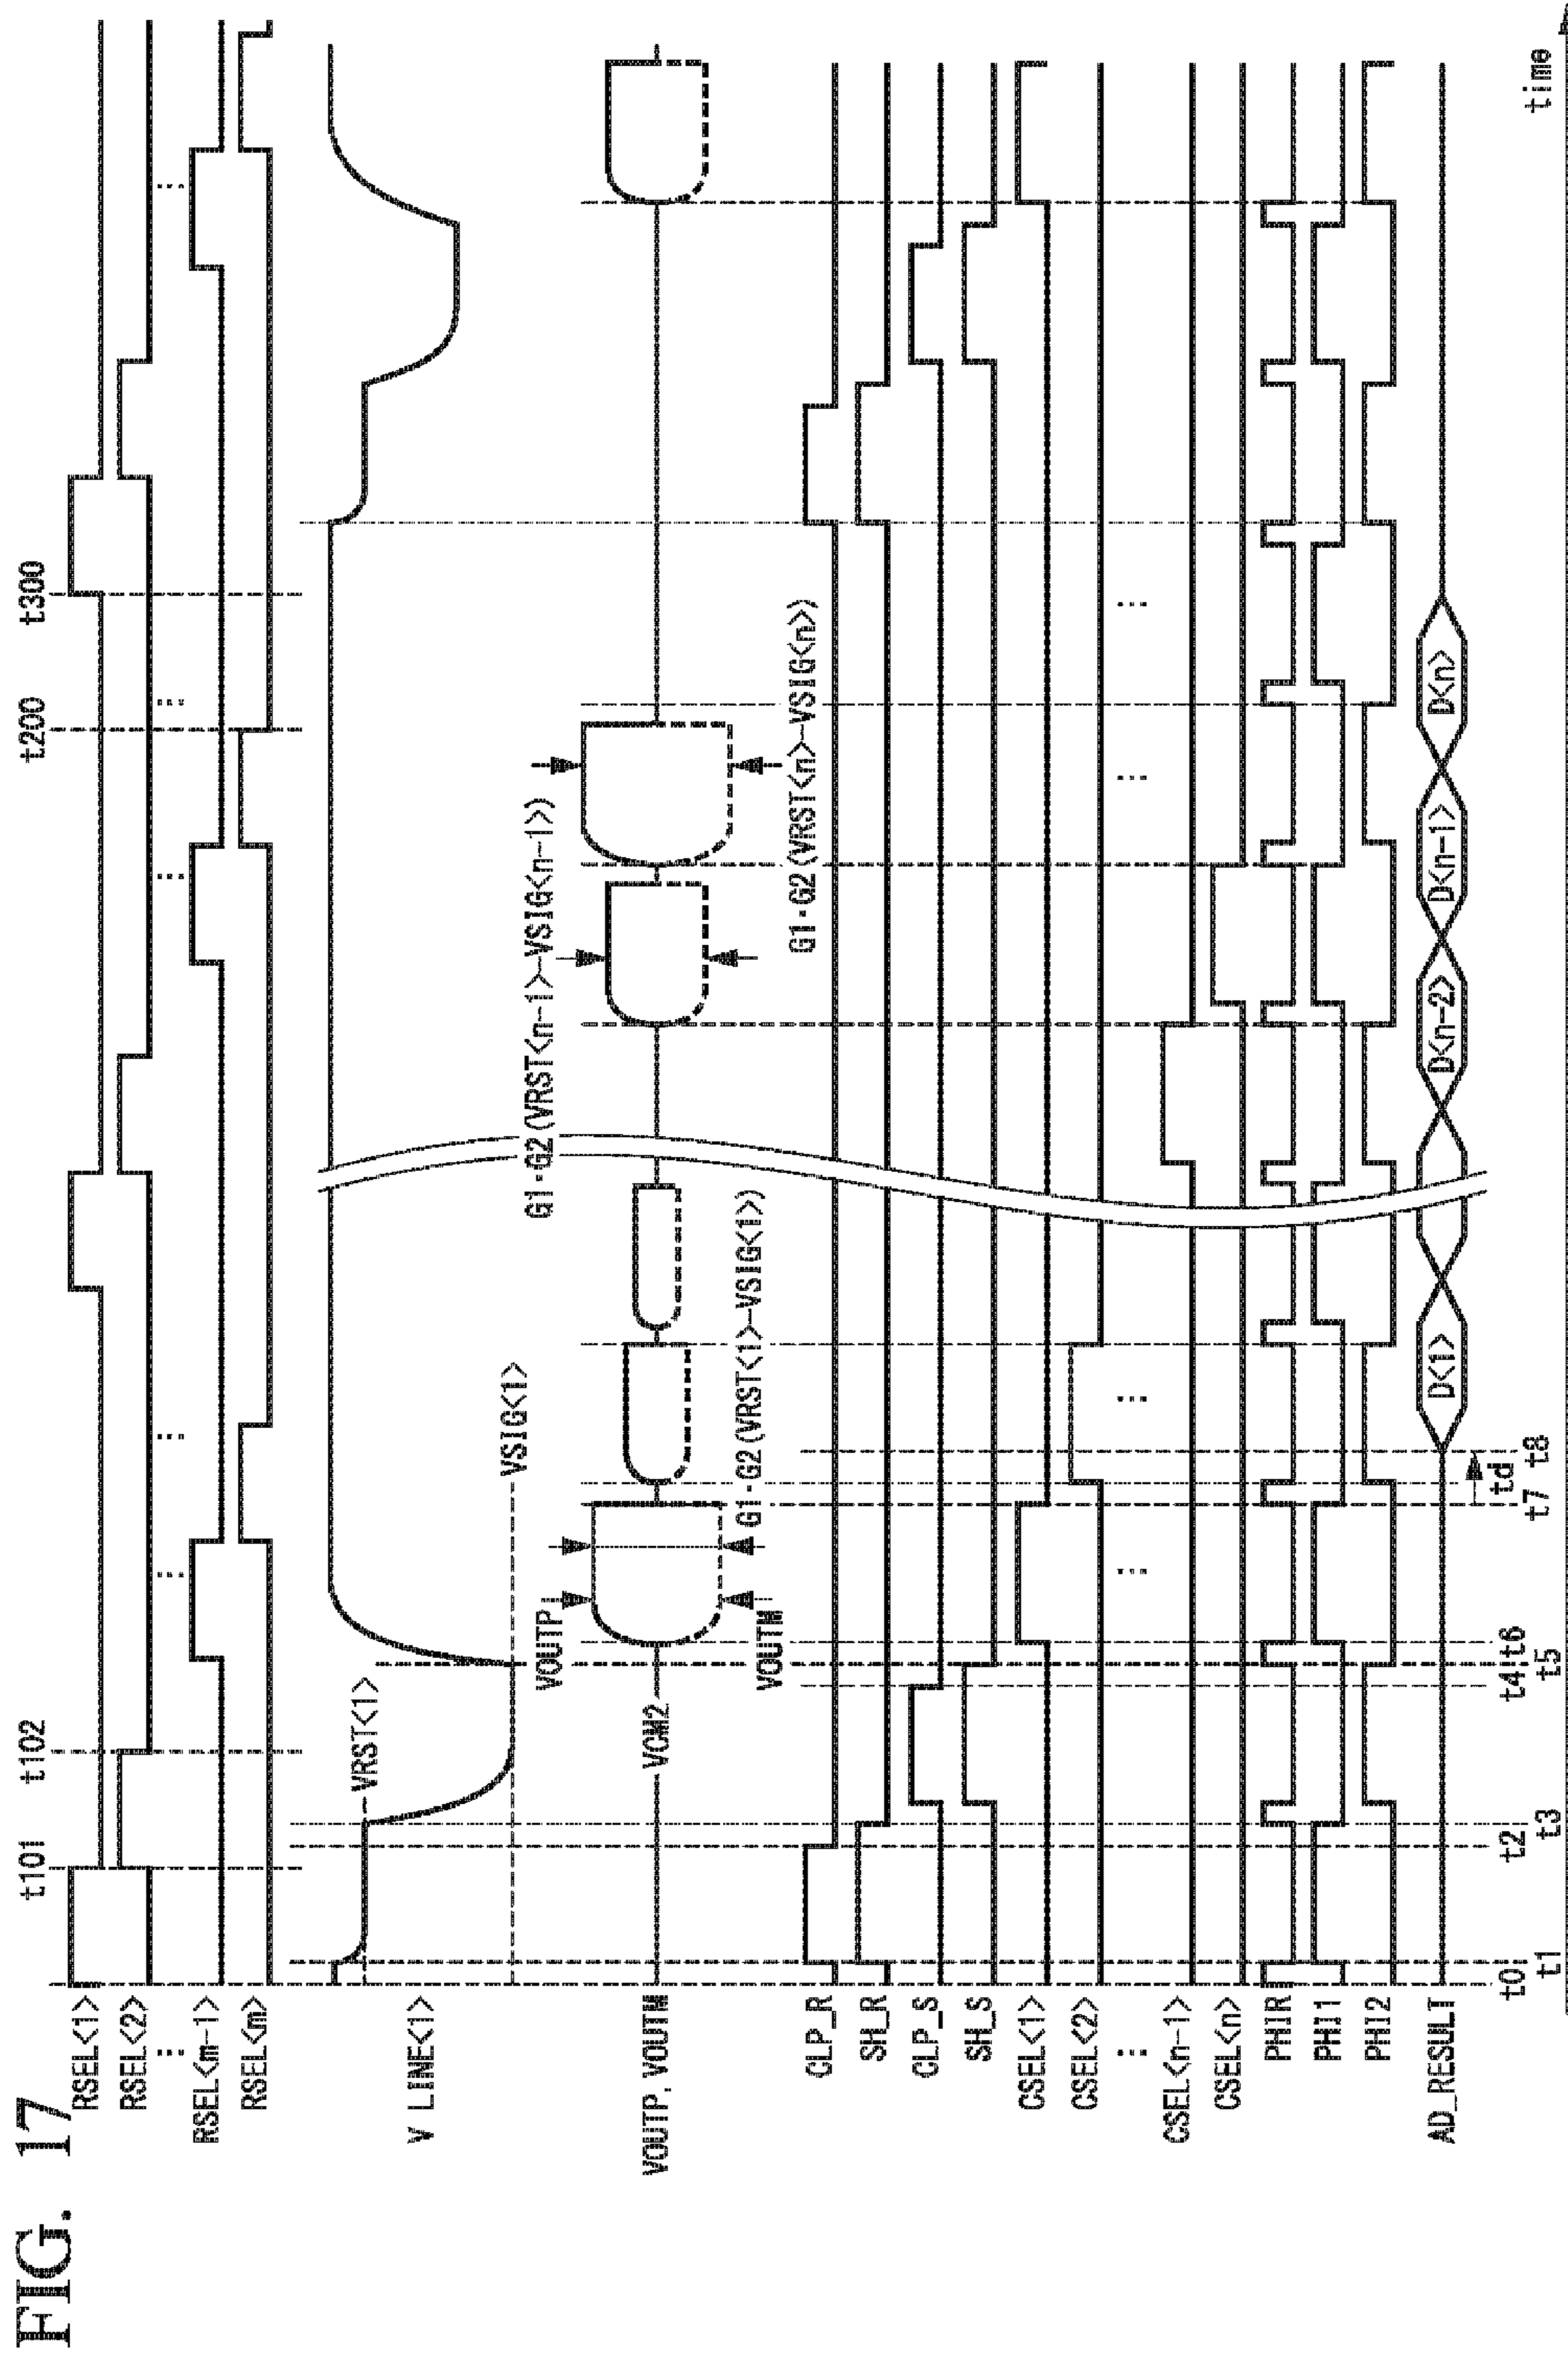 FIG. 17
t101 t102 t200 t300
RSEL<1>
RSEL<2>
⋮ ... ... ... ... ...
RSEL<m-1>
RSEL<m>
VRST<1>
V LINE<1>
VSIG<1>
G1·G2(VRST<n-1>-VSIG<n-1>)
VOUTP
VOUTP, VOUTM VCM2
VOUTM
G1·G2(VRST<1>-VSIG<1>)
G1·G2(VRST<n>-VSIG<n>)
CLP_R
SH_R
CLP_S
SH_S
CSEL<1>
CSEL<2>
⋮ ... ... ... ...
CSEL<n-1>
CSEL<n>
PHIR
PHI1
PHI2
AD_RESULT D<1> D<n-2> D<n-1> D<n>
td
t0 t1 t2 t3 t4 t5 t6 t7 t8
time